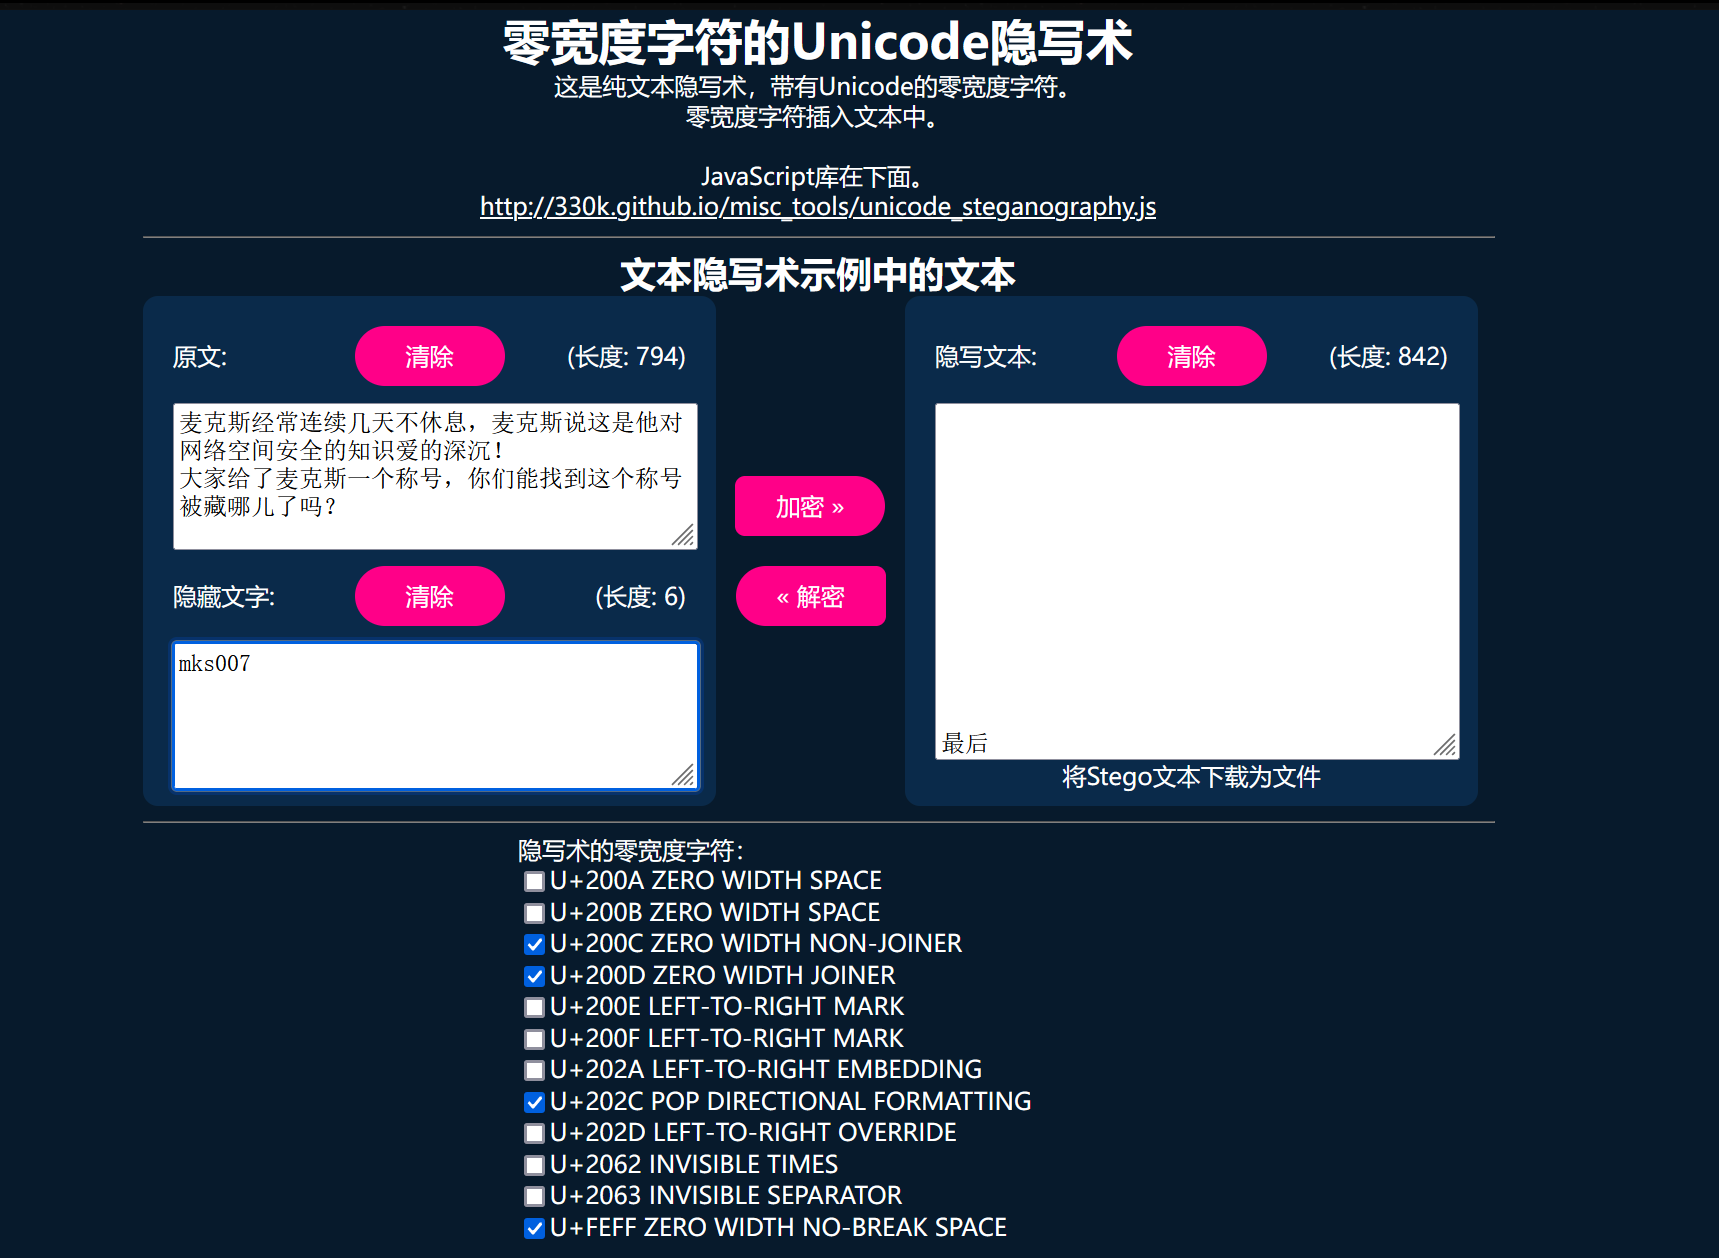 零宽度字符的Unicode隐写术
这是纯文本隐写术，带有Unicode的零宽度字符。
零宽度字符插入文本中。
JavaScript库在下面。
http://330k.github.io/misc_tools/unicode_steganography.js
文本隐写术示例中的文本
原文: 清除 (长度: 794)
麦克斯经常连续几天不休息，麦克斯说这是他对
网络空间安全的知识爱的深沉！
大家给了麦克斯一个称号，你们能找到这个称号
被藏哪儿了吗？
隐藏文字: 清除 (长度: 6)
mks007
加密 »
« 解密
隐写文本: 清除 (长度: 842)
最后
将Stego文本下载为文件
隐写术的零宽度字符：
U+200A ZERO WIDTH SPACE
U+200B ZERO WIDTH SPACE
U+200C ZERO WIDTH NON-JOINER
U+200D ZERO WIDTH JOINER
U+200E LEFT-TO-RIGHT MARK
U+200F LEFT-TO-RIGHT MARK
U+202A LEFT-TO-RIGHT EMBEDDING
U+202C POP DIRECTIONAL FORMATTING
U+202D LEFT-TO-RIGHT OVERRIDE
U+2062 INVISIBLE TIMES
U+2063 INVISIBLE SEPARATOR
U+FEFF ZERO WIDTH NO-BREAK SPACE